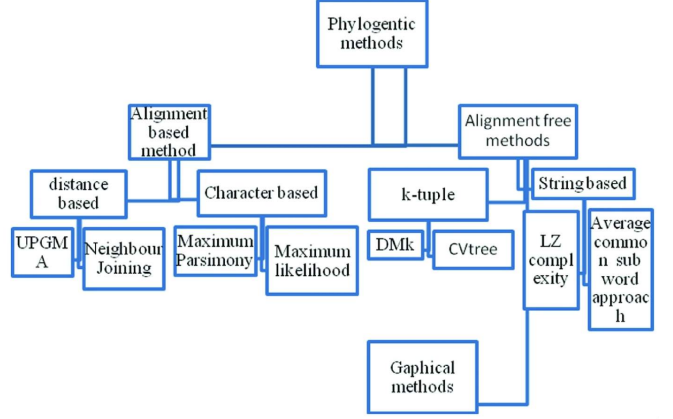 Phylogentic
methods
Alignment
based
method
Alignment free
methods
distance
based
Character based
k-tuple
String based
UPGM
A
Neighbour
Joining
Maximum
Parsimony
Maximum
likelihood
DMk
CVtree
LZ
compl
exity
Average
commo
n sub
word
approac
h
Gaphical
methods